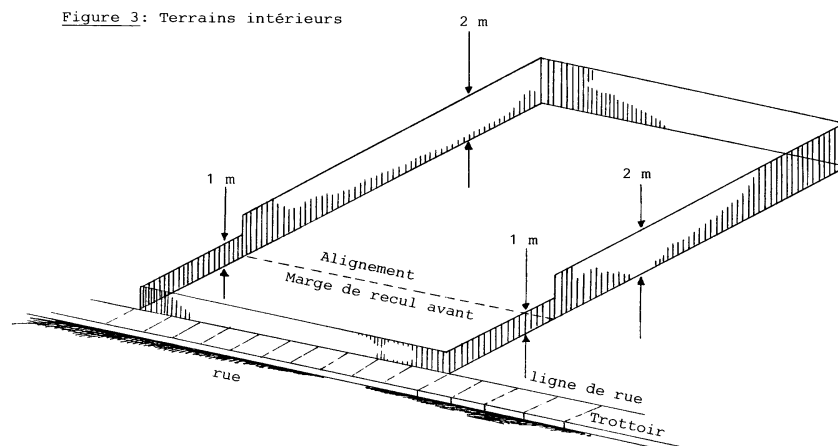 Figure 3: Terrains intérieurs
2 m
1 m
2 m
1 m
Alignement
Marge de recul avant
ligne de rue
rue
Trottoir